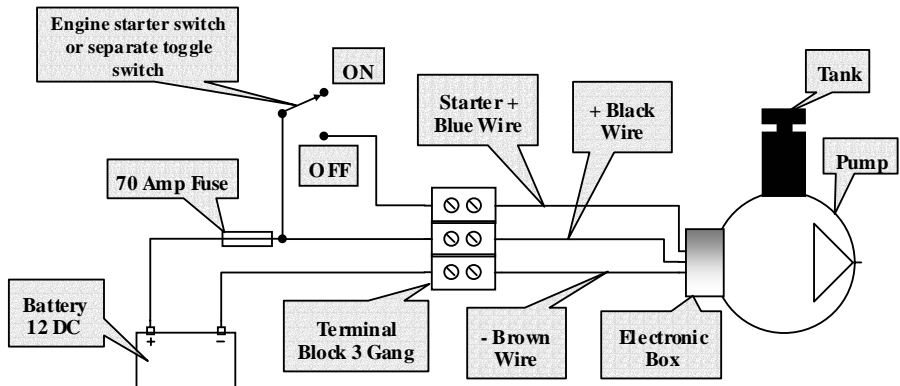 Engine starter switch
or separate toggle
switch
ON
OFF
Starter +
Blue Wire
+ Black
Wire
Tank
Pump
70 Amp Fuse
Battery
12 DC
+
−
Terminal
Block 3 Gang
- Brown
Wire
Electronic
Box